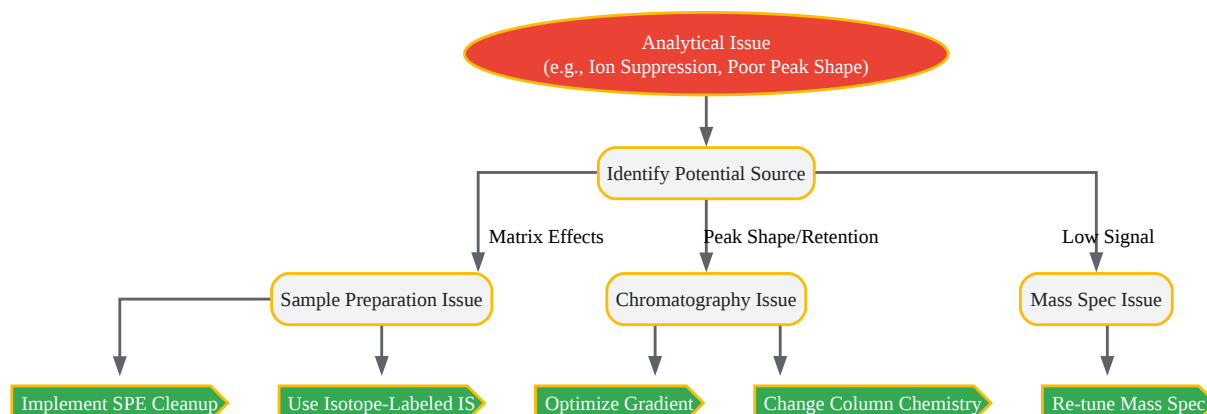 Analytical Issue
(e.g., Ion Suppression, Poor Peak Shape)
Identify Potential Source
Matrix Effects
Peak Shape/Retention
Low Signal
Sample Preparation Issue
Chromatography Issue
Mass Spec Issue
Implement SPE Cleanup
Use Isotope-Labeled IS
Optimize Gradient
Change Column Chemistry
Re-tune Mass Spec